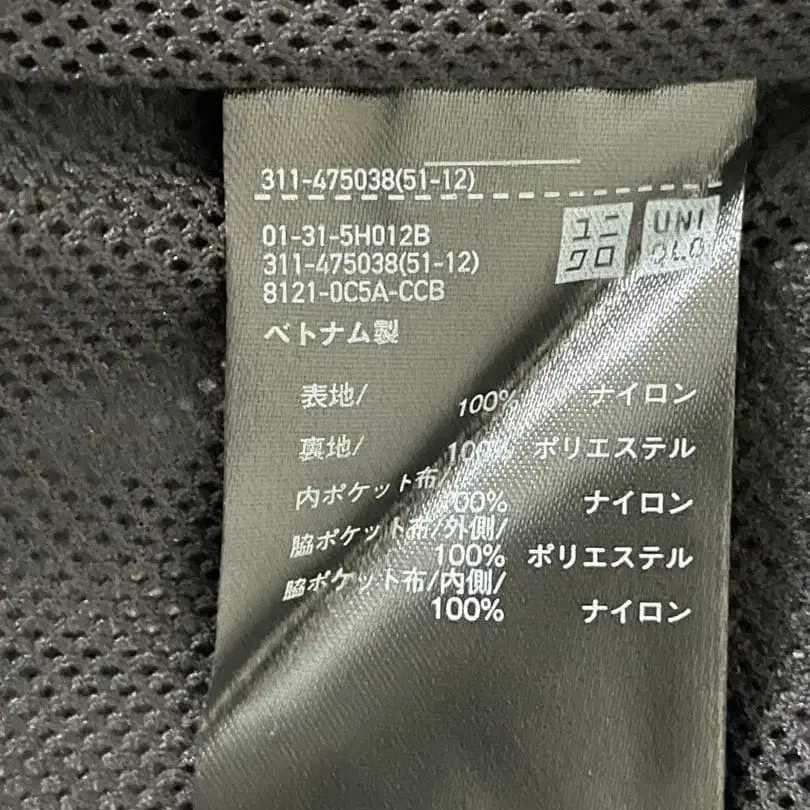 311-475038(51-12)
ユニクロ
UNIQLO
01-31-5H012B
311-475038(51-12)
8121-0C5A-CCB
ベトナム製
表地/ 100% ナイロン
裏地/ 100% ポリエステル
内ポケット布
100% ナイロン
脇ポケット布/外側/
100% ポリエステル
脇ポケット布/内側/
100% ナイロン